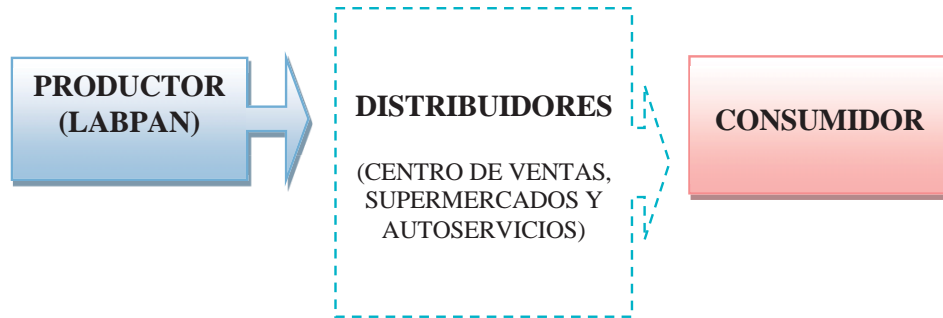 PRODUCTOR
(LABPAN)
DISTRIBUIDORES
(CENTRO DE VENTAS,
SUPERMERCADOS Y
AUTOSERVICIOS)
CONSUMIDOR